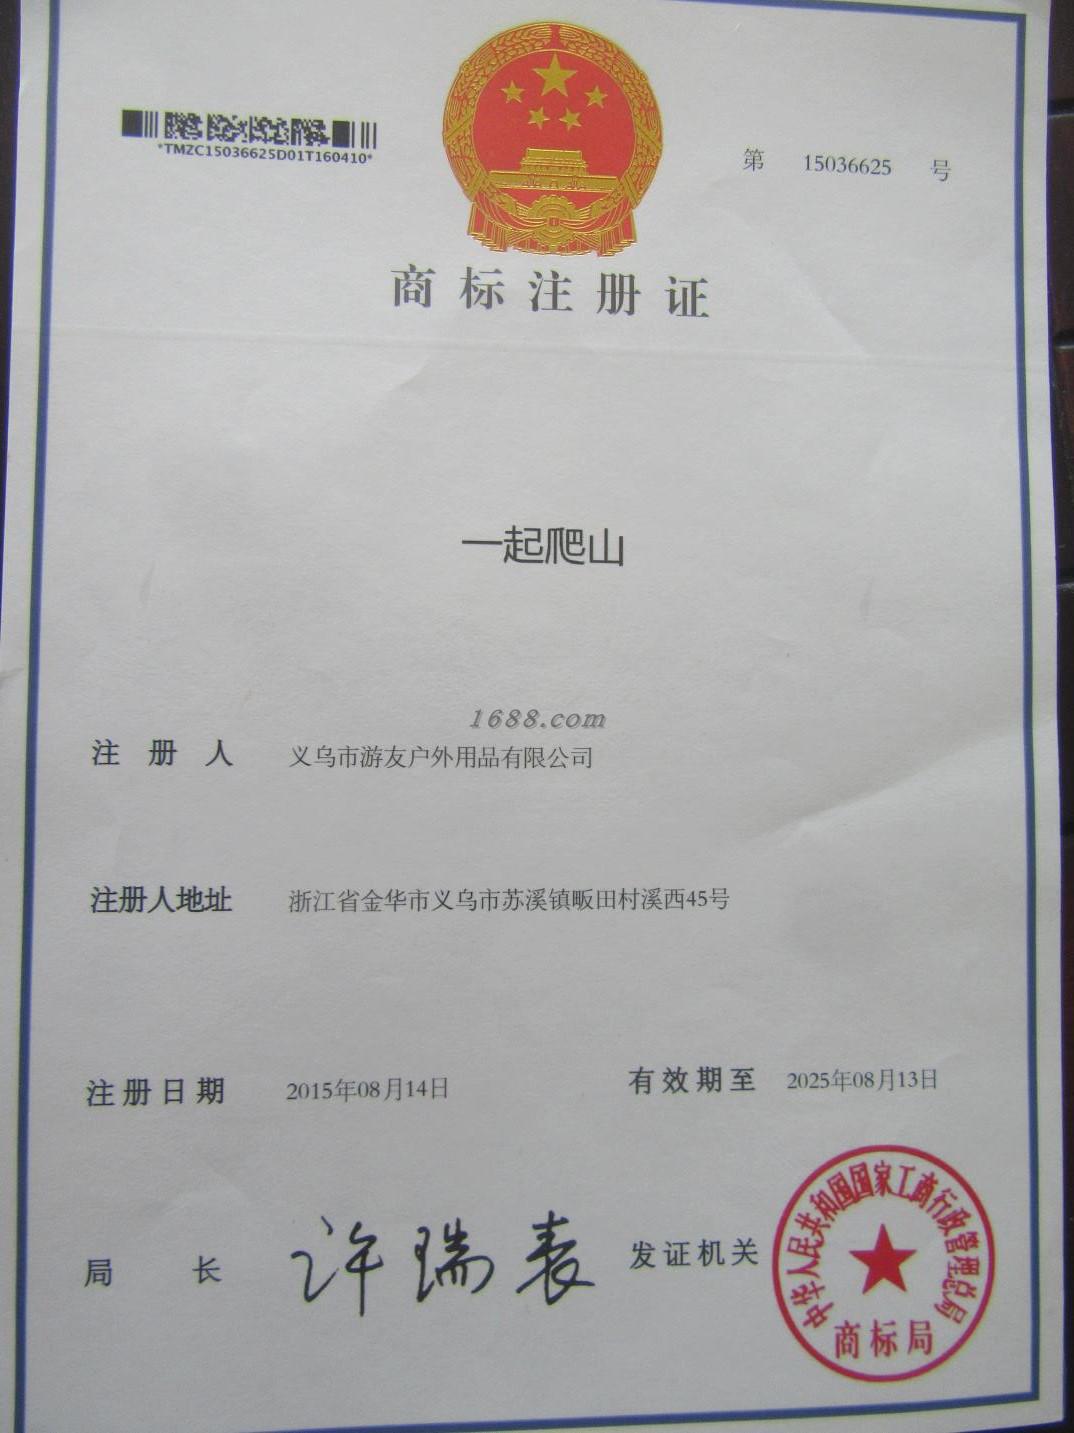 *TMZC15036625D01T160410*
第 15036625 号
商标注册证
一起爬山
1688.com
注册人 义乌市游友户外用品有限公司
注册人地址 浙江省金华市义乌市苏溪镇畈田村溪西45号
注册日期 2015年08月14日 有效期至 2025年08月13日
局长 许瑞表 发证机关
中华人民共和国国家工商行政管理总局
商标局